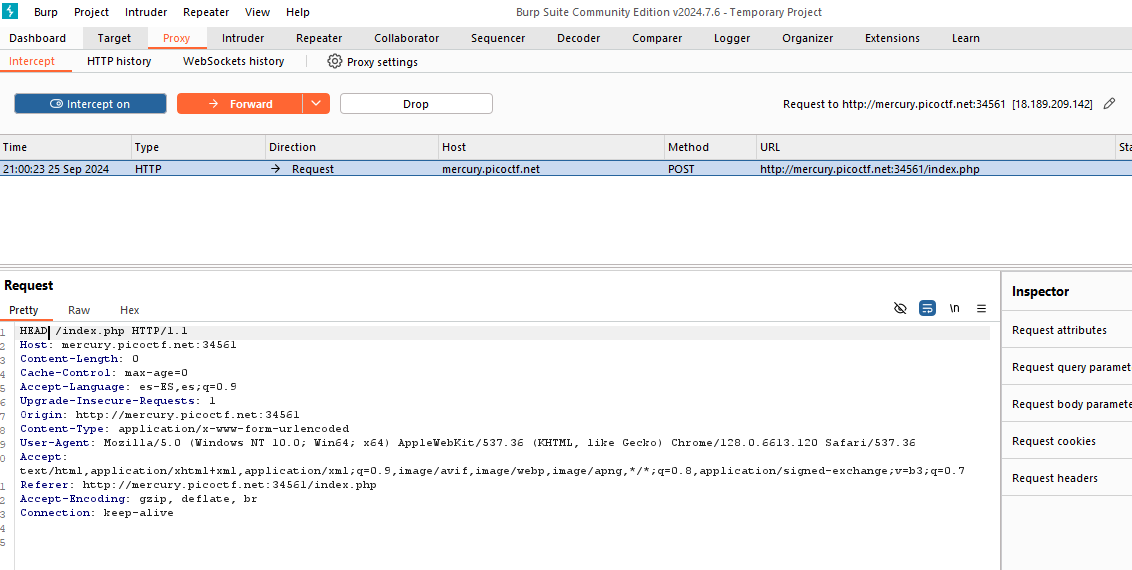 Burp Project Intruder Repeater View Help Burp Suite Community Edition v2024.7.6 - Temporary Project
Dashboard Target Proxy Intruder Repeater Collaborator Sequencer Decoder Comparer Logger Organizer Extensions Learn
Intercept HTTP history WebSockets history Proxy settings
Intercept on Forward Drop Request to http://mercury.picoctf.net:34561 [18.189.209.142]
Time Type Direction Host Method URL Sta
21:00:23 25 Sep 2024 HTTP → Request mercury.picoctf.net POST http://mercury.picoctf.net:34561/index.php
Request
Inspector
Pretty Raw Hex \n
1 HEAD /index.php HTTP/1.1
2 Host: mercury.picoctf.net:34561
3 Content-Length: 0
4 Cache-Control: max-age=0
5 Accept-Language: es-ES,es;q=0.9
6 Upgrade-Insecure-Requests: 1
7 Origin: http://mercury.picoctf.net:34561
8 Content-Type: application/x-www-form-urlencoded
9 User-Agent: Mozilla/5.0 (Windows NT 10.0; Win64; x64) AppleWebKit/537.36 (KHTML, like Gecko) Chrome/128.0.6613.120 Safari/537.36
0 Accept:
text/html,application/xhtml+xml,application/xml;q=0.9,image/avif,image/webp,image/apng,*/*;q=0.8,application/signed-exchange;v=b3;q=0.7
1 Referer: http://mercury.picoctf.net:34561/index.php
2 Accept-Encoding: gzip, deflate, br
3 Connection: keep-alive
4
5
Request attributes
Request query paramet
Request body paramete
Request cookies
Request headers